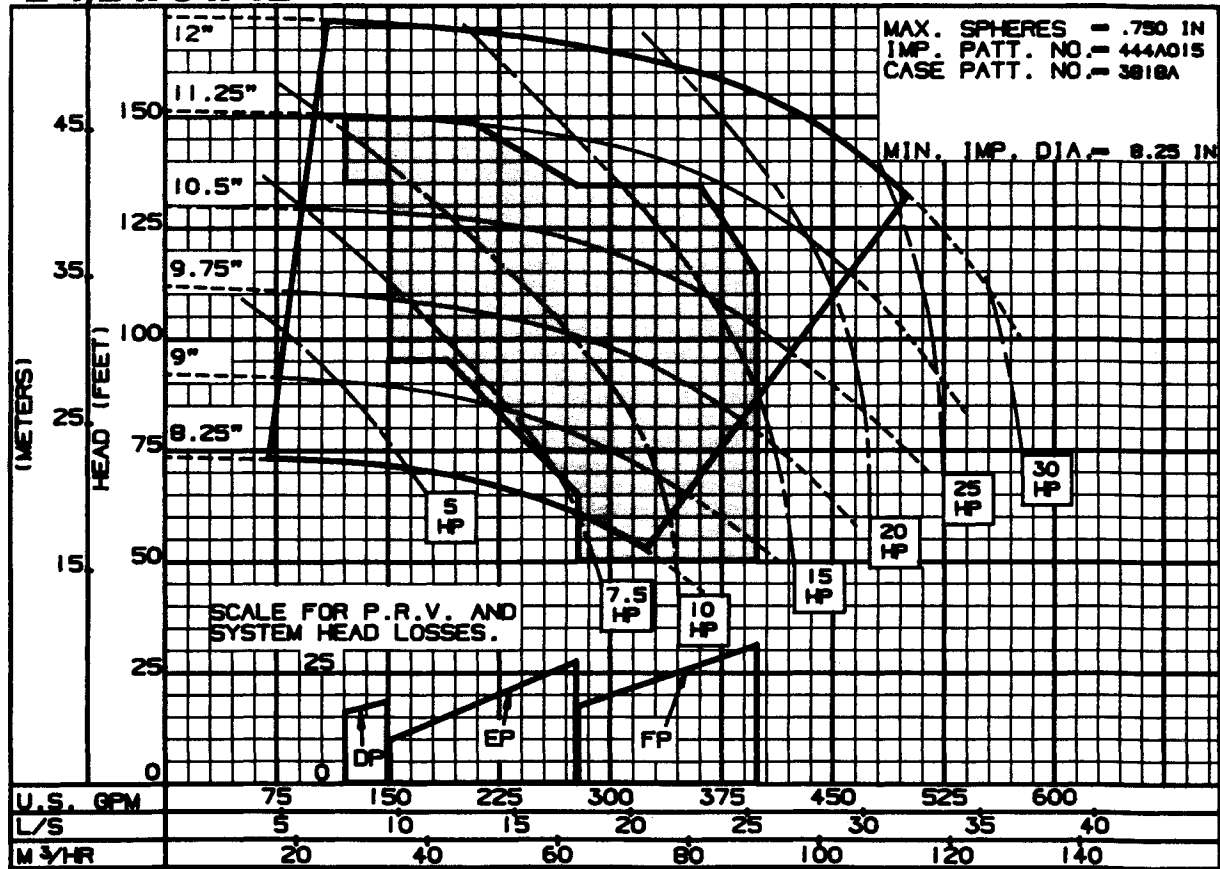 12"
MAX. SPHERES = .750 IN
IMP. PATT. NO.= 444A015
CASE PATT. NO.= 3818A
MIN. IMP. DIA.= 8.25 IN
11.25"
10.5"
9.75"
9"
8.25"
(METERS)
45
35
25
15
HEAD (FEET)
150
125
100
75
50
25
0
5
HP
7.5
HP
10
HP
15
HP
20
HP
25
HP
30
HP
SCALE FOR P.R.V. AND
SYSTEM HEAD LOSSES.
25
0
DP
EP
FP
U.S. GPM 75 150 225 300 375 450 525 600
L/S 5 10 15 20 25 30 35 40
M³/HR 20 40 60 80 100 120 140